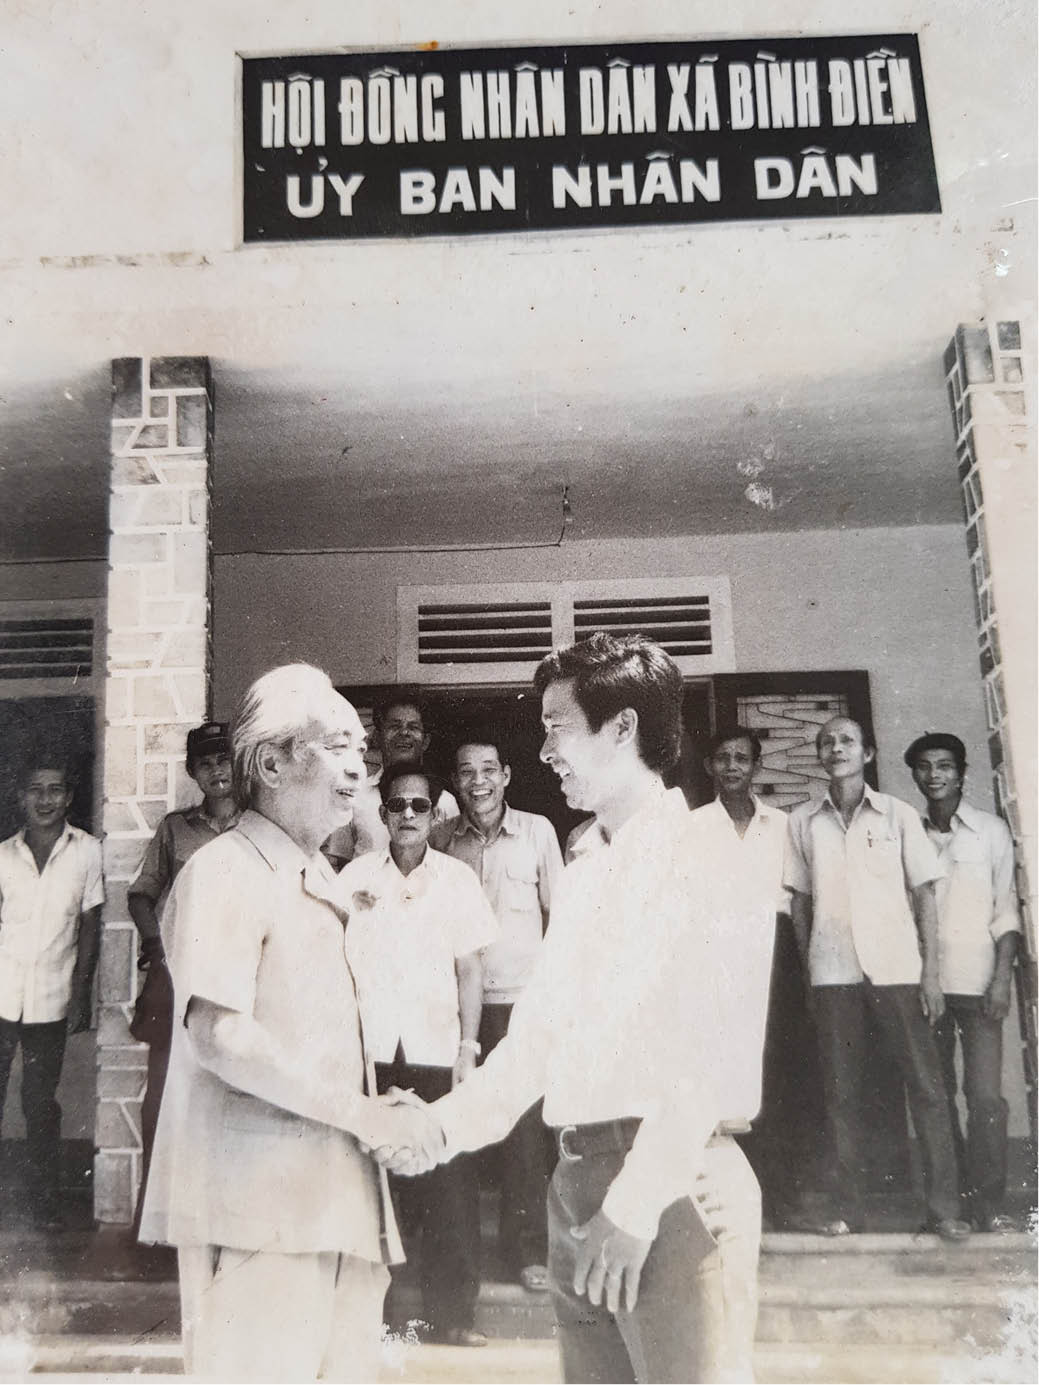 HỘI ĐỒNG NHÂN DÂN XÃ BÌNH ĐIỀN
ỦY BAN NHÂN DÂN